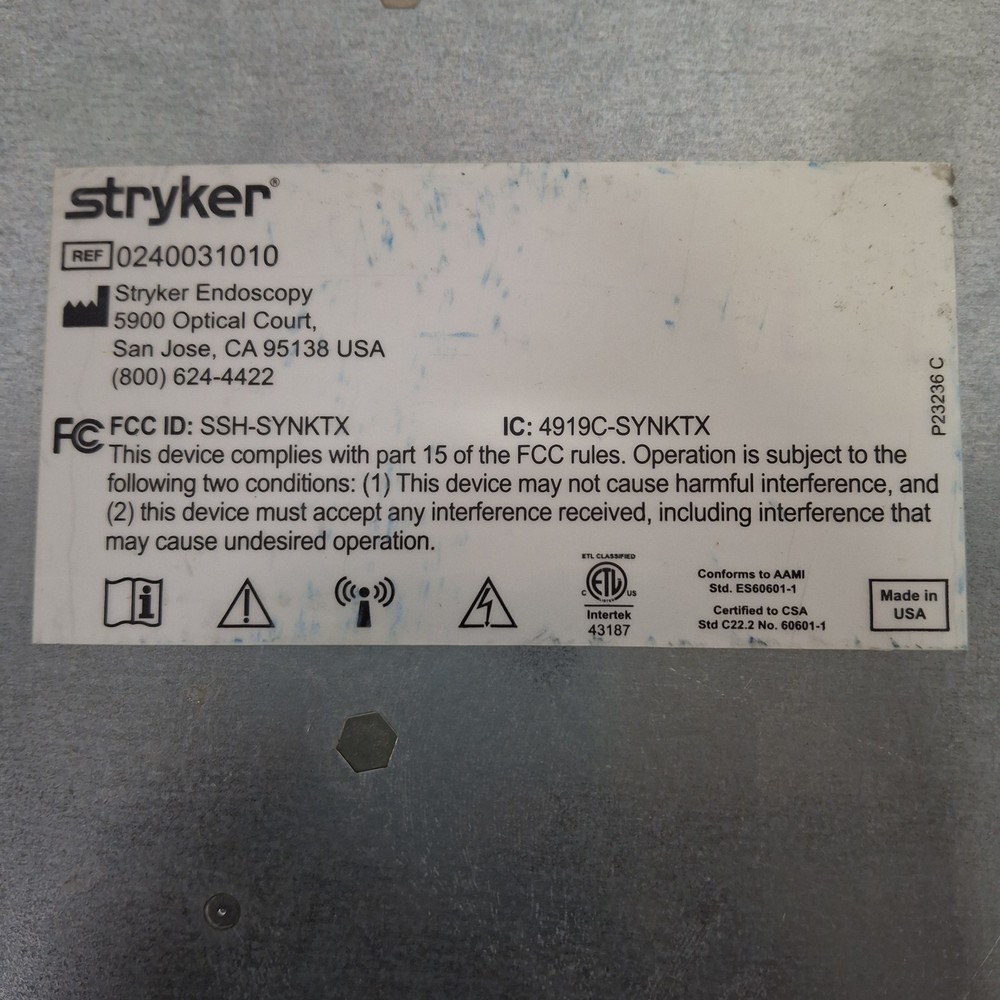 stryker®
REF 0240031010
Stryker Endoscopy
5900 Optical Court,
San Jose, CA 95138 USA
(800) 624-4422
P23236 C
FC FCC ID: SSH-SYNKTX IC: 4919C-SYNKTX
This device complies with part 15 of the FCC rules. Operation is subject to the
following two conditions: (1) This device may not cause harmful interference, and
(2) this device must accept any interference received, including interference that
may cause undesired operation.
ETL CLASSIFIED
C ETL US
Intertek
43187
Conforms to AAMI
Std. ES60601-1
Certified to CSA
Std C22.2 No. 60601-1
Made in
USA